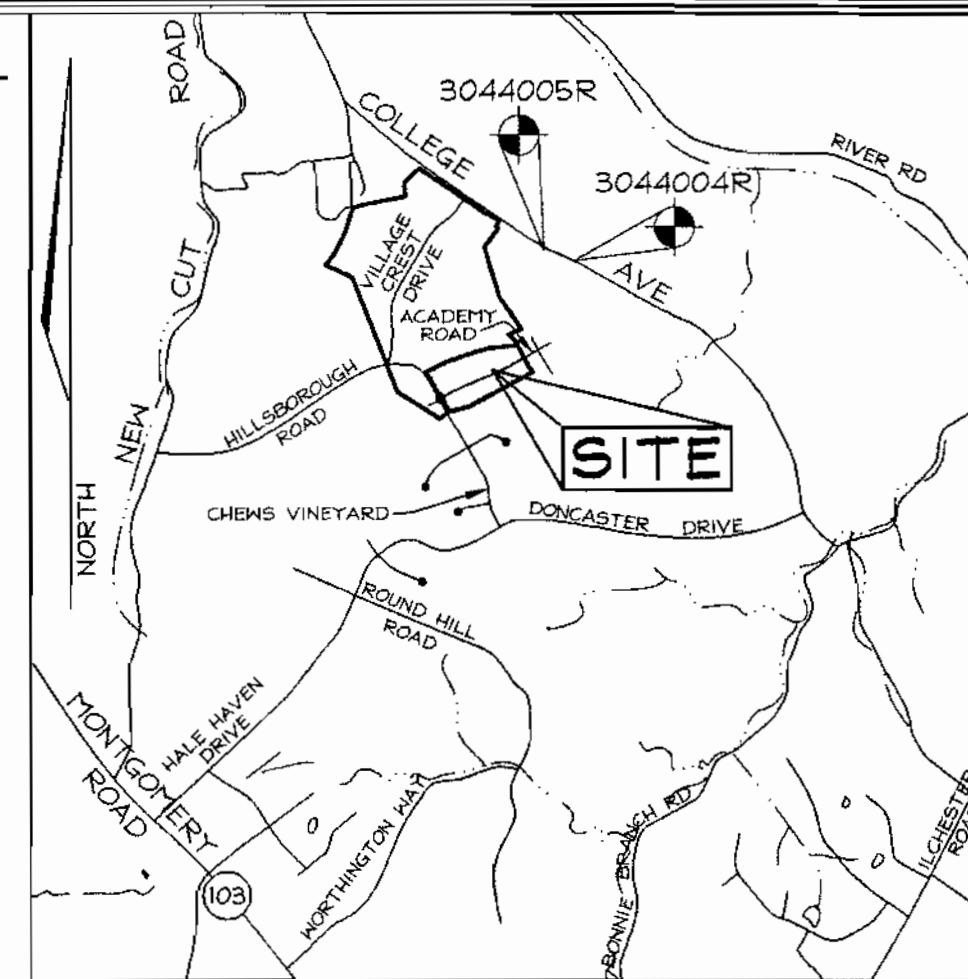 ROAD
3044005R
COLLEGE
RIVER RD
3044004R
VILLAGE
CREST
DRIVE
CUT
AVE
ACADEMY
ROAD
HILLSBOROUGH
ROAD
NEW
SITE
NORTH
CHEWS VINEYARD
DONCASTER DRIVE
ROUND HILL
ROAD
HALE HAVEN
DRIVE
MONTGOMERY
ROAD
WORTHINGTON WAY
BONNIE BRANCH RD
ILCHESTER
ROAD
103